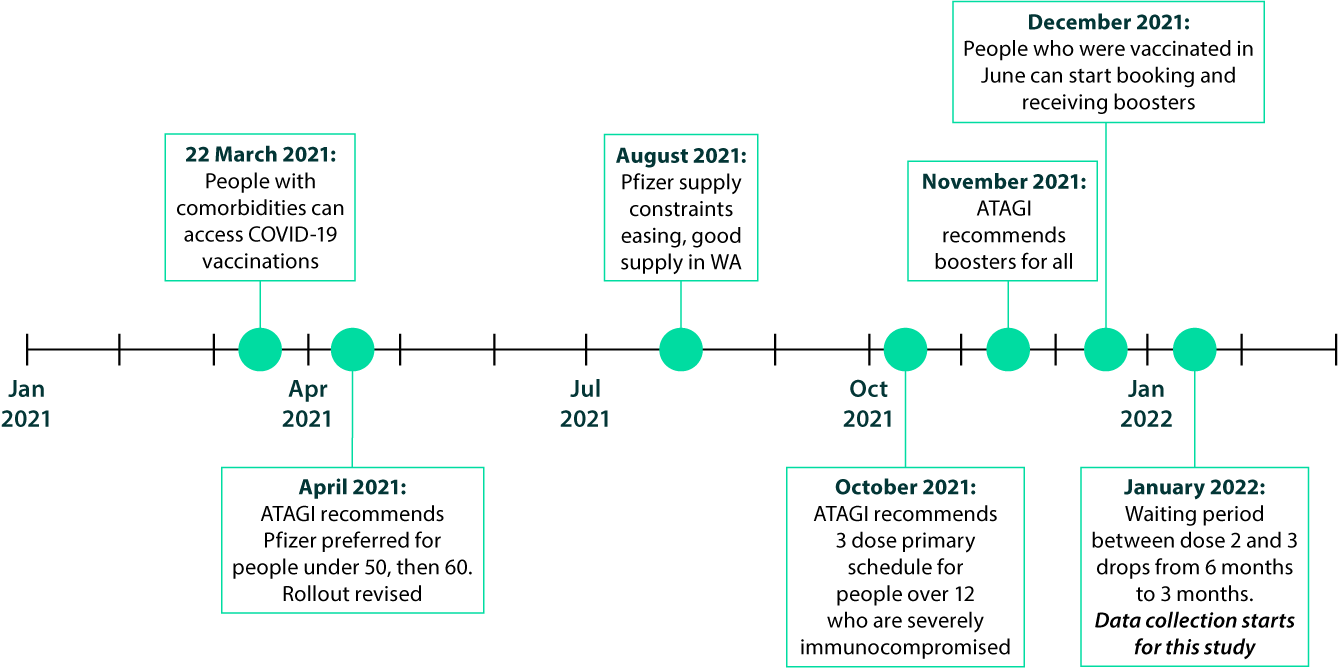 December 2021:
People who were vaccinated in
June can start booking and
receiving boosters
22 March 2021:
People with
comorbidities can
access COVID-19
vaccinations
August 2021:
Pfizer supply
constraints
easing, good
supply in WA
November 2021:
ATAGI
recommends
boosters for all
Jan
2021
Apr
2021
Jul
2021
Oct
2021
Jan
2022
April 2021:
ATAGI recommends
Pfizer preferred for
people under 50, then 60.
Rollout revised
October 2021:
ATAGI recommends
3 dose primary
schedule for
people over 12
who are severely
immunocompromised
January 2022:
Waiting period
between dose 2 and 3
drops from 6 months
to 3 months.
Data collection starts
for this study